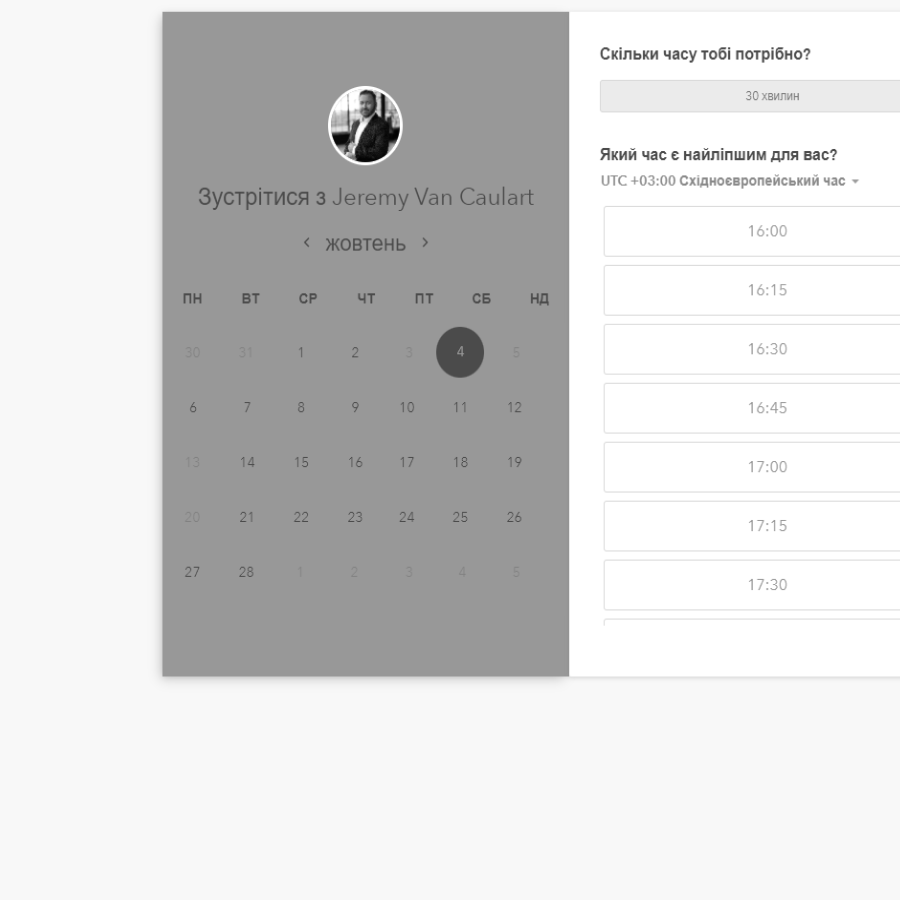 Зустрітися з Jeremy Van Caulart
жовтень
ПН ВТ СР ЧТ ПТ СБ НД
30 31 1 2 3 4 5
6 7 8 9 10 11 12
13 14 15 16 17 18 19
20 21 22 23 24 25 26
27 28 1 2 3 4 5
Скільки часу тобі потрібно?
30 хвилин
Який час є найліпшим для вас?
UTC +03:00 Східноєвропейський час
16:00
16:15
16:30
16:45
17:00
17:15
17:30